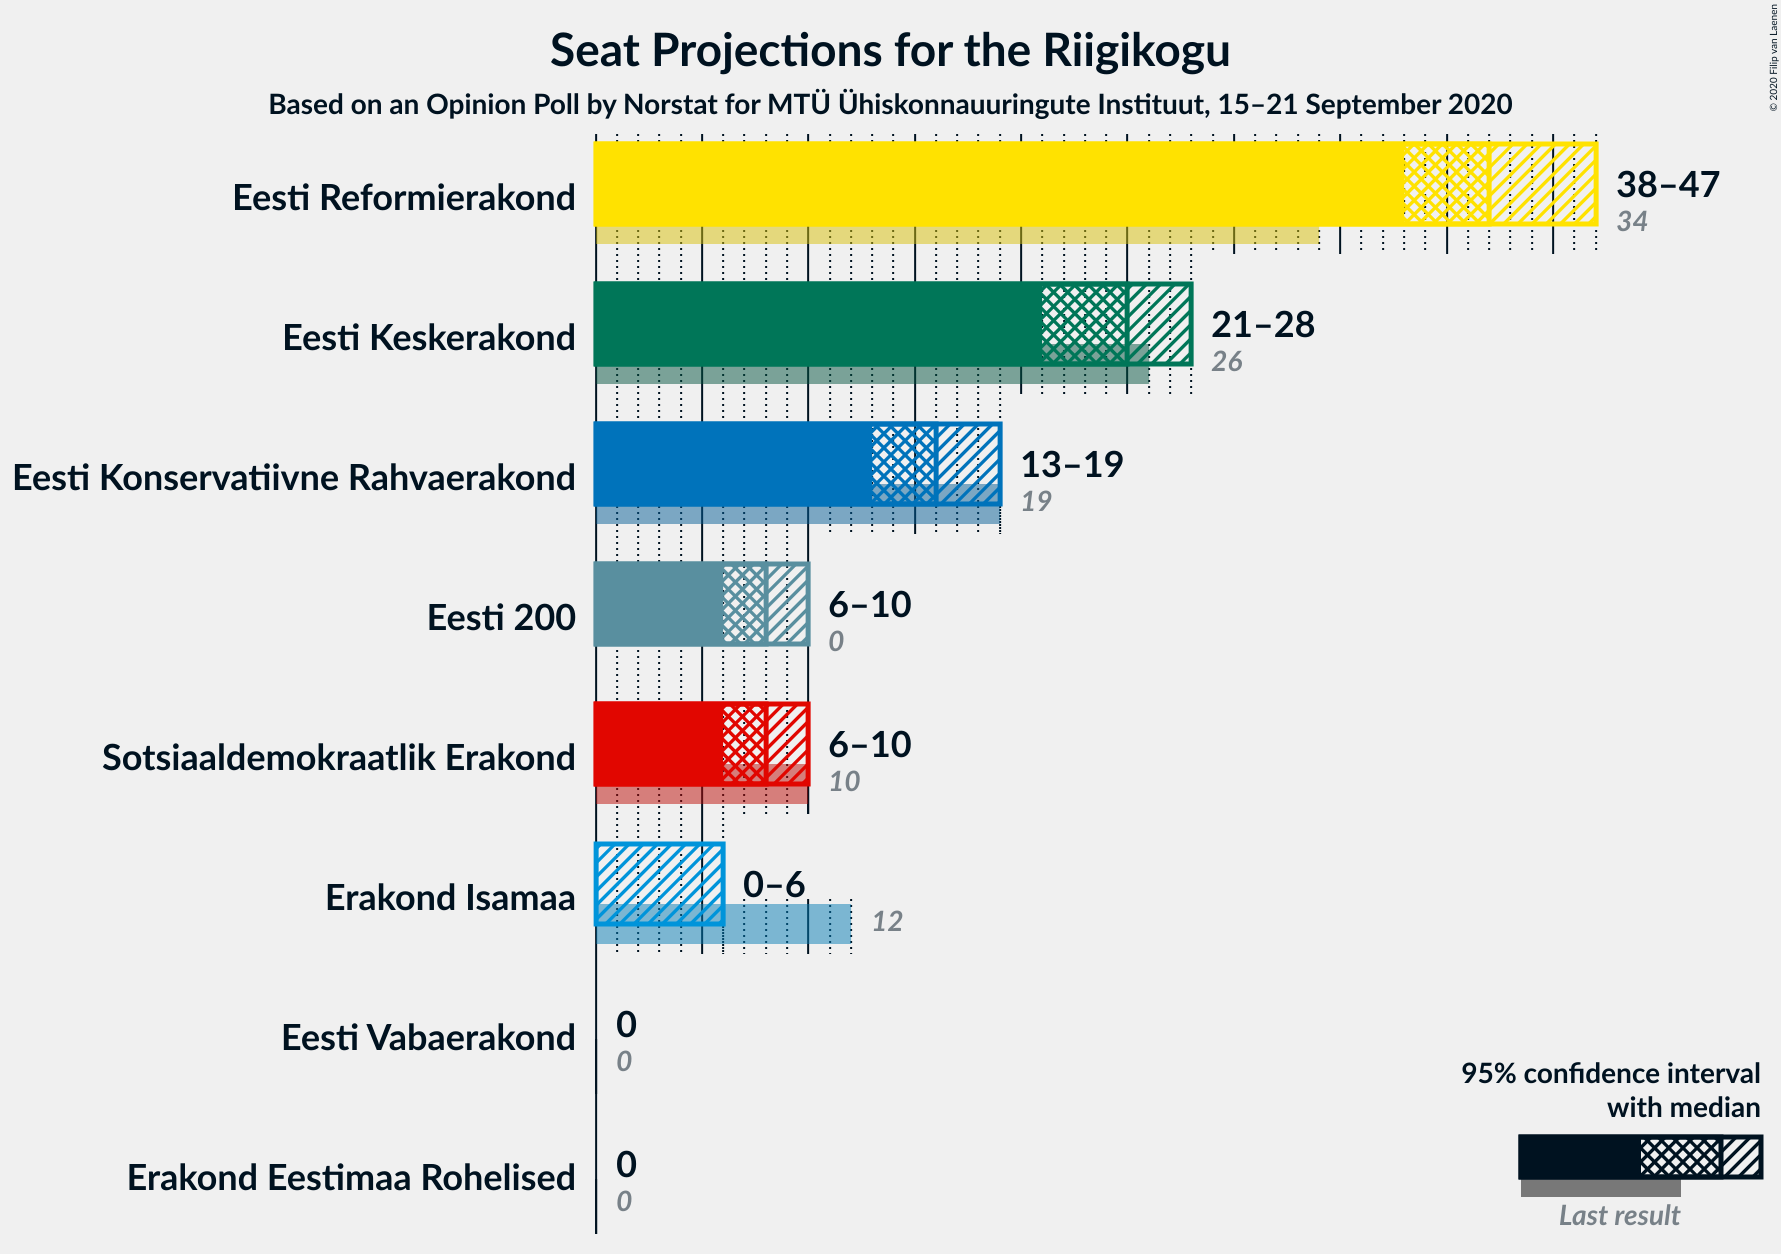 Seat Projections for the Riigikogu
Based on an Opinion Poll by Norstat for MTÜ Ühiskonnauuringute Instituut, 15–21 September 2020
© 2020 Filip van Laenen
Eesti Reformierakond
38–47
34
Eesti Keskerakond
21–28
26
Eesti Konservatiivne Rahvaerakond
13–19
19
Eesti 200
6–10
0
Sotsiaaldemokraatlik Erakond
6–10
10
Erakond Isamaa
0–6
12
Eesti Vabaerakond
0
0
Erakond Eestimaa Rohelised
0
0
95% confidence interval
with median
Last result